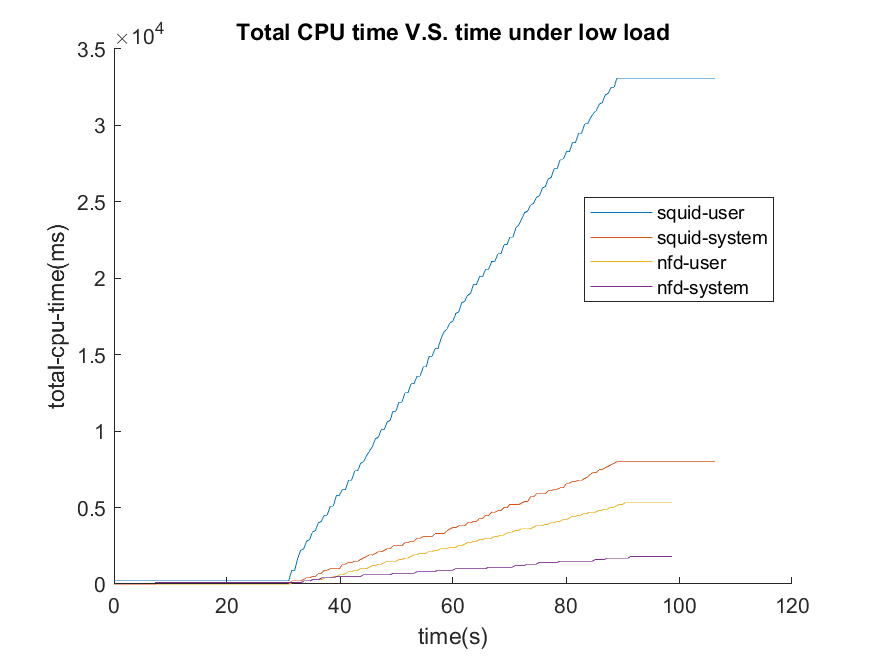 Total CPU time V.S. time under low load
×10^4
3.5
3
2.5
2
1.5
1
0.5
0
total-cpu-time(ms)
squid-user
squid-system
nfd-user
nfd-system
0 20 40 60 80 100 120
time(s)